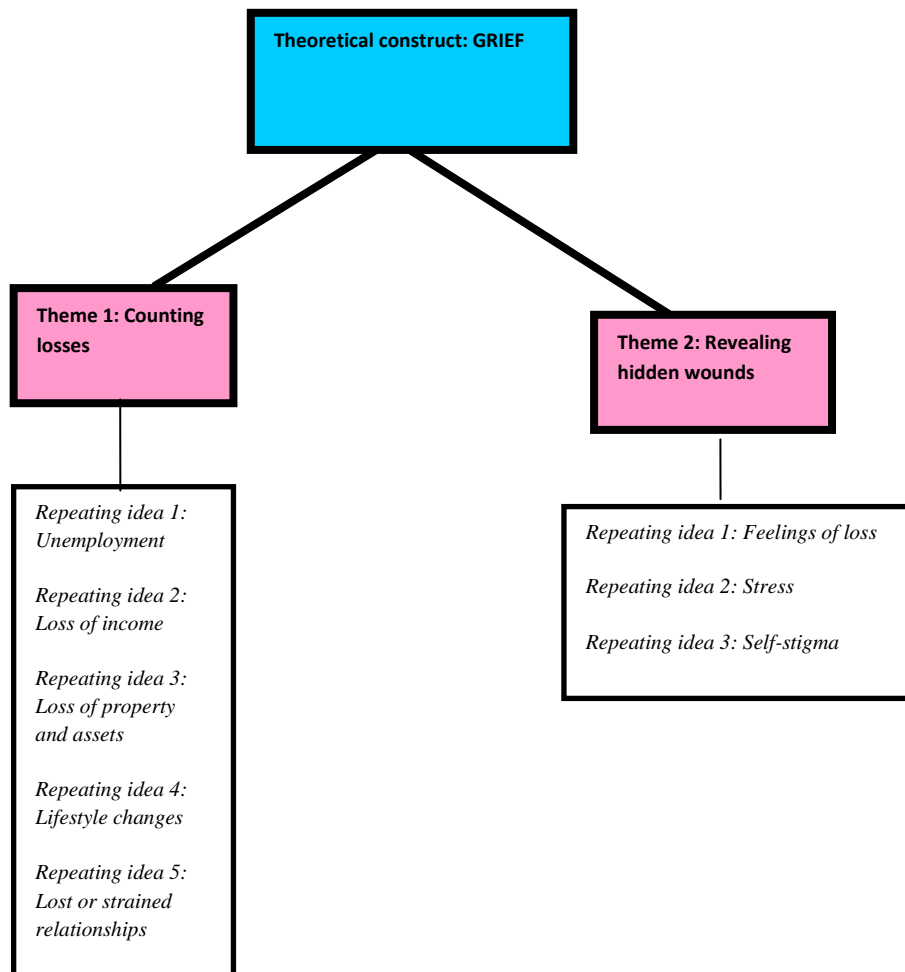 Theoretical construct: GRIEF
Theme 1: Counting
losses
Theme 2: Revealing
hidden wounds
Repeating idea 1:
Unemployment
Repeating idea 2:
Loss of income
Repeating idea 3:
Loss of property
and assets
Repeating idea 4:
Lifestyle changes
Repeating idea 5:
Lost or strained
relationships
Repeating idea 1: Feelings of loss
Repeating idea 2: Stress
Repeating idea 3: Self-stigma